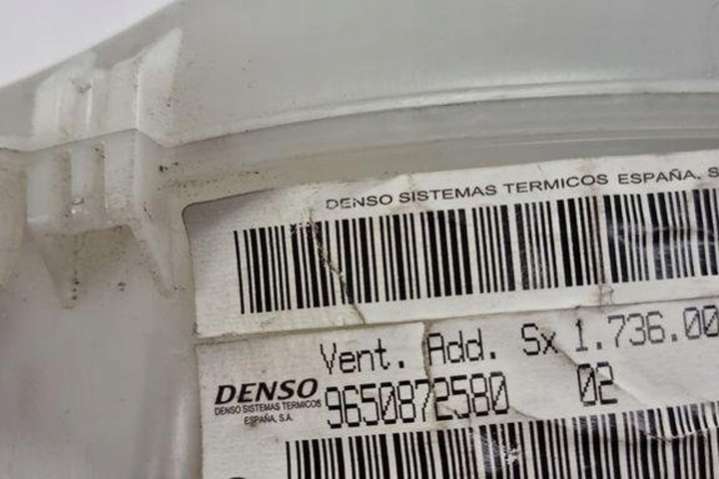 DENSO SISTEMAS TERMICOS ESPAÑA, S
Vent. Add. Sx 1.736.00
DENSO 9650872580 02
DENSO SISTEMAS TERMICOS
ESPAÑA, S.A.